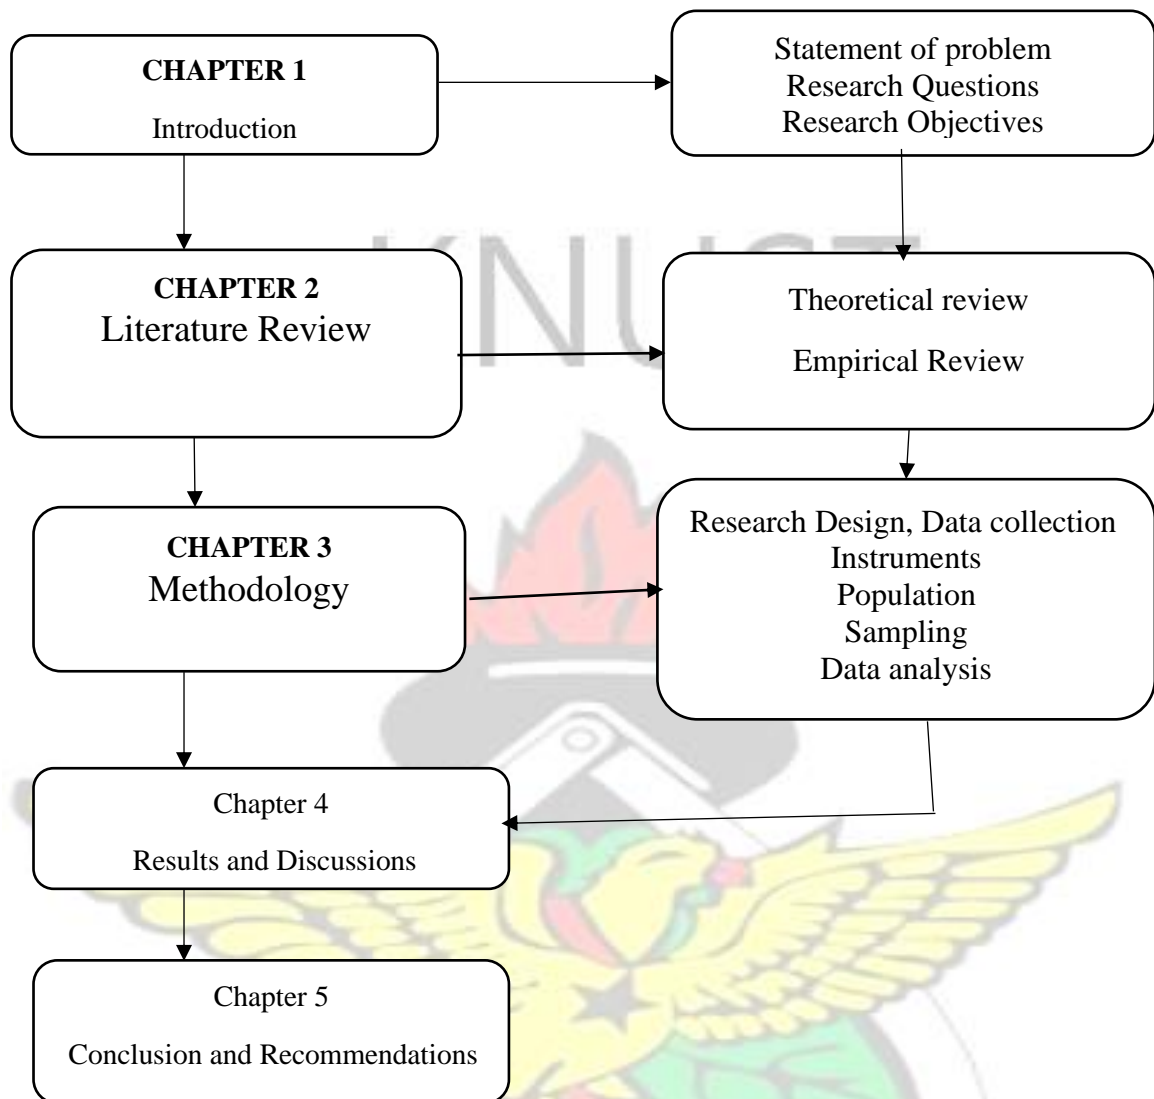 CHAPTER 1
Introduction
Statement of problem
Research Questions
Research Objectives
KNUST
CHAPTER 2
Literature Review
Theoretical review
Empirical Review
CHAPTER 3
Methodology
Research Design, Data collection
Instruments
Population
Sampling
Data analysis
Chapter 4
Results and Discussions
Chapter 5
Conclusion and Recommendations